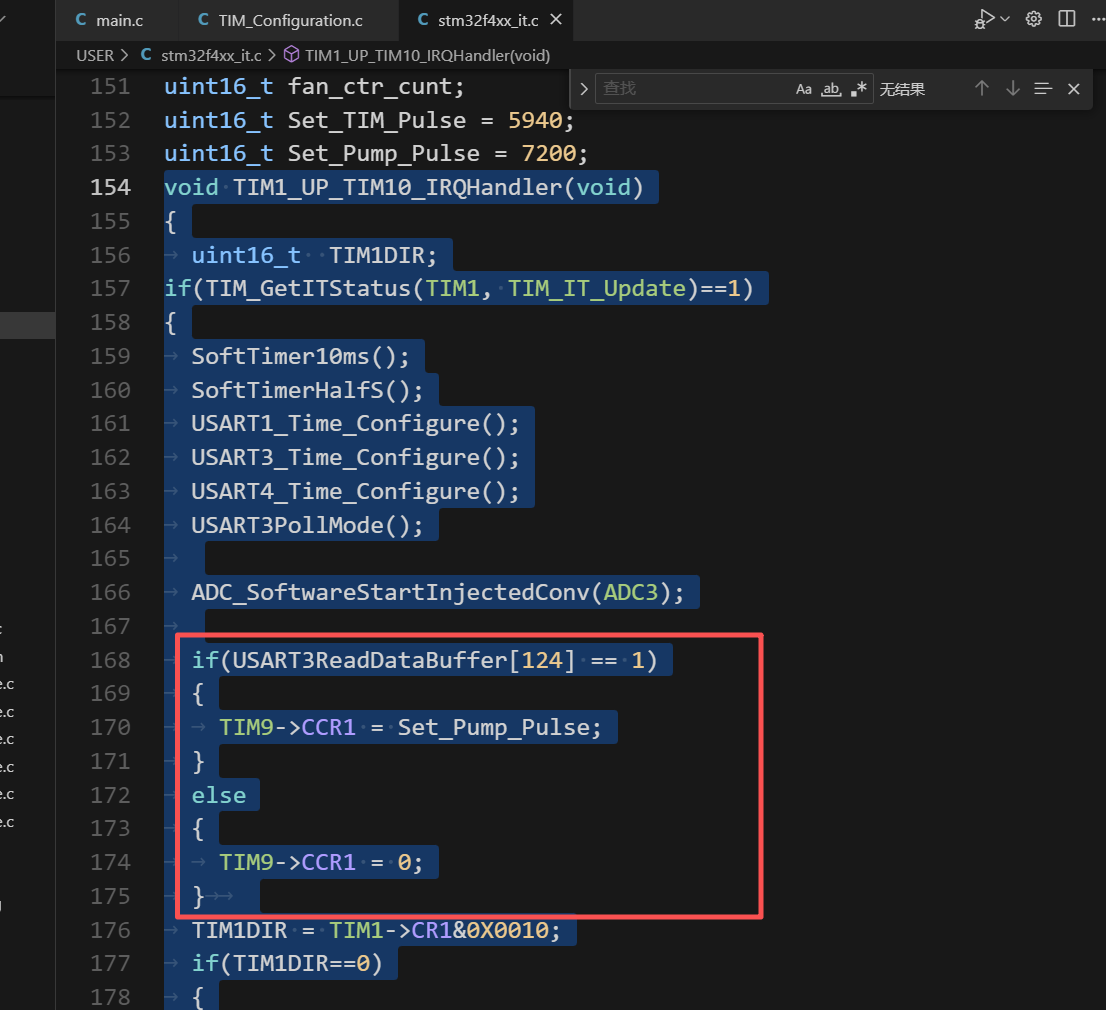 C main.c
C TIM_Configuration.c
C stm32f4xx_it.c
USER > C stm32f4xx_it.c > TIM1_UP_TIM10_IRQHandler(void)
查找 Aa ab .* 无结果
151 uint16_t fan_ctr_cunt;
152 uint16_t Set_TIM_Pulse = 5940;
153 uint16_t Set_Pump_Pulse = 7200;
154 void TIM1_UP_TIM10_IRQHandler(void)
155 {
156 uint16_t  TIM1DIR;
157 if(TIM_GetITStatus(TIM1, TIM_IT_Update)==1)
158 {
159 SoftTimer10ms();
160 SoftTimerHalfS();
161 USART1_Time_Configure();
162 USART3_Time_Configure();
163 USART4_Time_Configure();
164 USART3PollMode();
165
166 ADC_SoftwareStartInjectedConv(ADC3);
167
168 if(USART3ReadDataBuffer[124] == 1)
169 {
170 TIM9->CCR1 = Set_Pump_Pulse;
171 }
172 else
173 {
174 TIM9->CCR1 = 0;
175 }
176 TIM1DIR = TIM1->CR1&0X0010;
177 if(TIM1DIR==0)
178 {